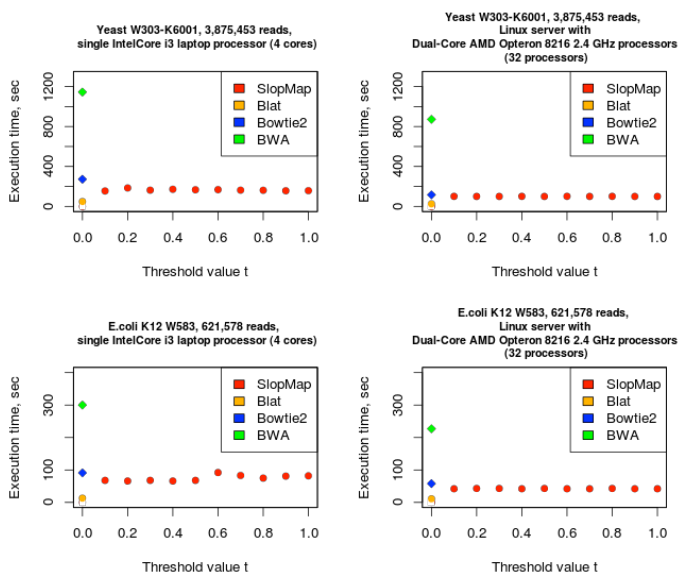 Yeast W303-K6001, 3,875,453 reads,
single IntelCore i3 laptop processor (4 cores)
Execution time, sec
1200
800
400
0
SlopMap
Blat
Bowtie2
BWA
0.0 0.2 0.4 0.6 0.8 1.0
Threshold value t
Yeast W303-K6001, 3,875,453 reads,
Linux server with
Dual-Core AMD Opteron 8216 2.4 GHz processors
(32 processors)
Execution time, sec
1200
800
400
0
SlopMap
Blat
Bowtie2
BWA
0.0 0.2 0.4 0.6 0.8 1.0
Threshold value t
E.coli K12 W583, 621,578 reads,
single IntelCore i3 laptop processor (4 cores)
Execution time, sec
300
100
0
SlopMap
Blat
Bowtie2
BWA
0.0 0.2 0.4 0.6 0.8 1.0
Threshold value t
E.coli K12 W583, 621,578 reads,
Linux server with
Dual-Core AMD Opteron 8216 2.4 GHz processors
(32 processors)
Execution time, sec
300
100
0
SlopMap
Blat
Bowtie2
BWA
0.0 0.2 0.4 0.6 0.8 1.0
Threshold value t